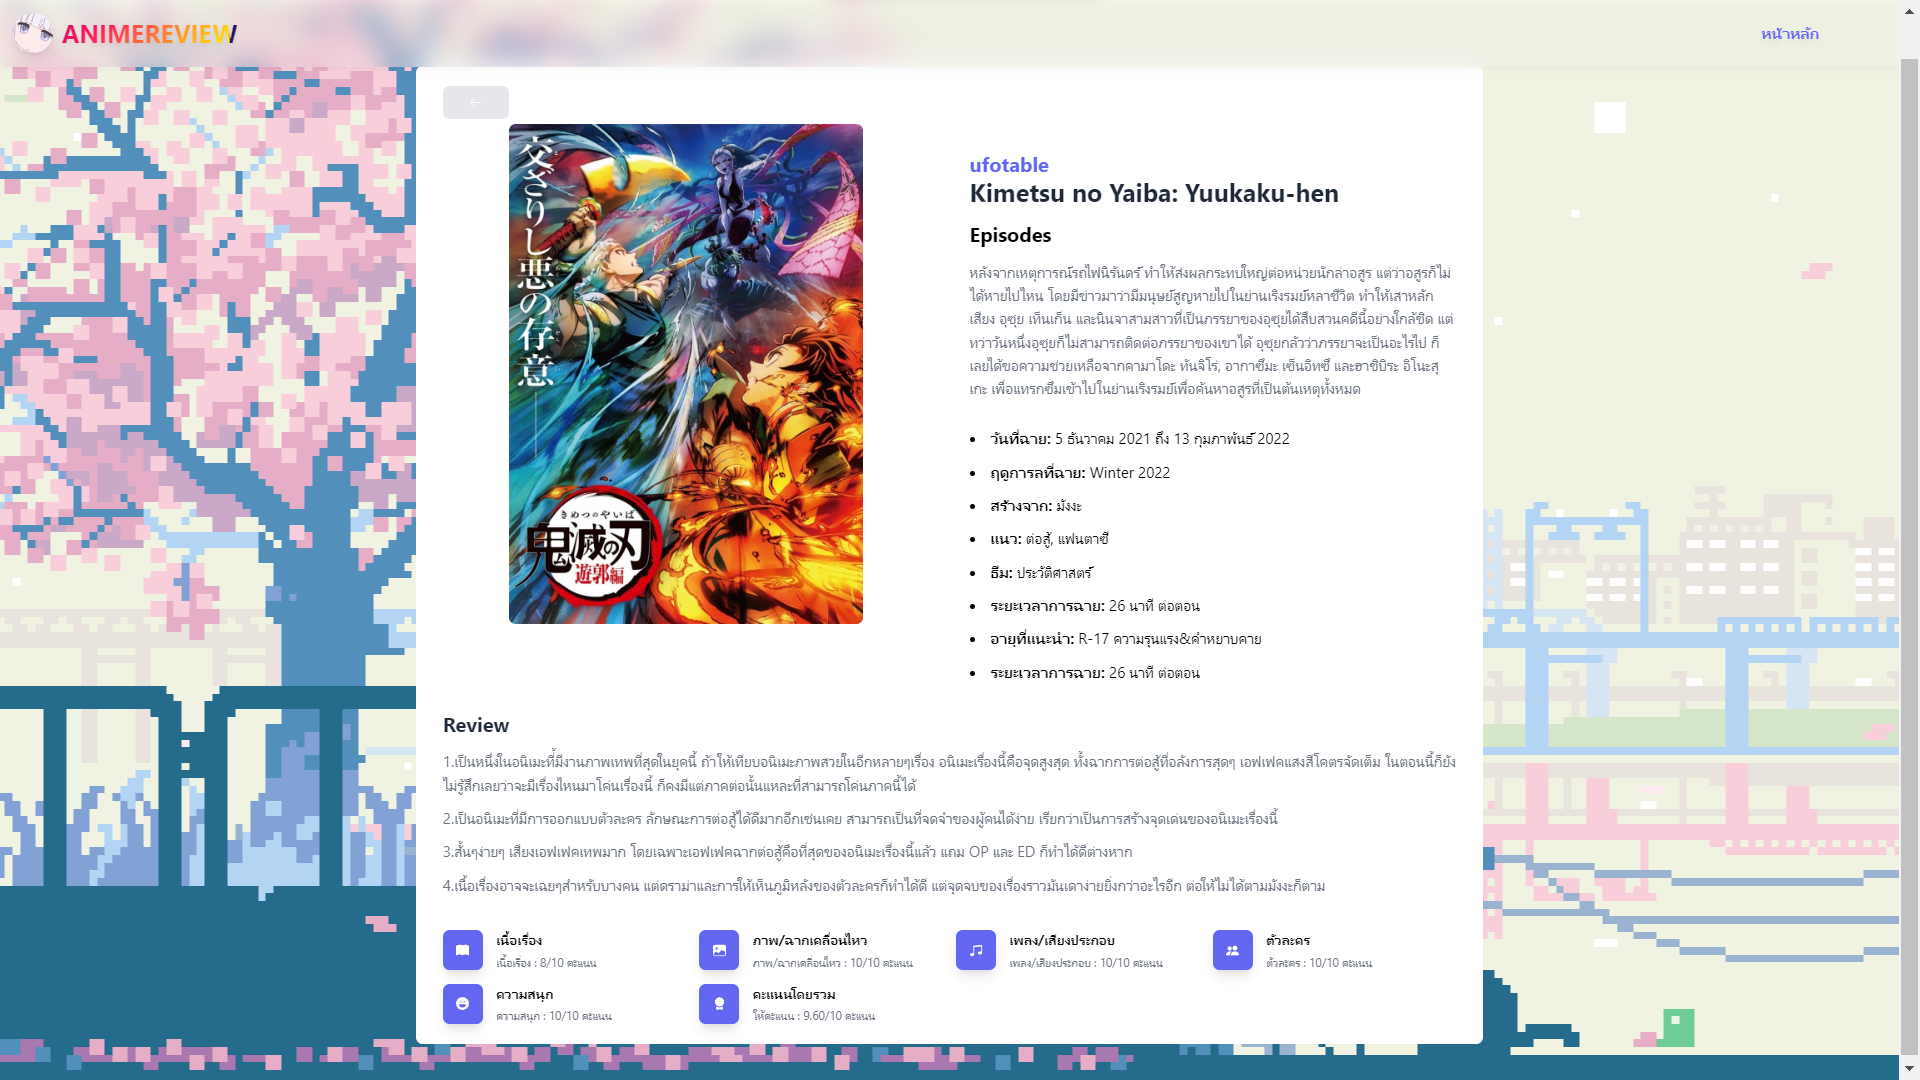 ANIMEREVIEW
หน้าหลัก
交ざりし悪の存意
きめつのやいば
鬼滅の刃
遊郭編
ufotable
Kimetsu no Yaiba: Yuukaku-hen
Episodes
หลังจากเหตุการณ์รถไฟนิรันดร์ ทำให้ส่งผลกระทบใหญ่ต่อหน่วยนักล่าอสูร แต่ว่าอสูรก็ไม่
ได้หายไปไหน โดยมีข่าวมาว่ามีมนุษย์สูญหายไปในย่านเริงรมย์หลาชีวิต ทำให้เสาหลัก
เสียง อุซุย เท็นเก็น และนินจาสามสาวที่เป็นภรรยาของอุซุยได้สืบสวนคดีนี้อย่างใกล้ชิด แต่
ทว่าวันหนึ่งอุซุยก็ไม่สามารถติดต่อภรรยาของเขาได้ อุซุยกลัวว่าภรรยาจะเป็นอะไรไป ก็
เลยได้ขอความช่วยเหลือจากคามาโดะ ทันจิโร่, อากาซึมะ เซ็นอิทซึ และฮาชิบิระ อิโนะสุ
เกะ เพื่อแทรกซึมเข้าไปในย่านเริงรมย์เพื่อค้นหาอสูรที่เป็นต้นเหตุทั้งหมด
วันที่ฉาย: 5 ธันวาคม 2021 ถึง 13 กุมภาพันธ์ 2022
ฤดูการลที่ฉาย: Winter 2022
สร้างจาก: มังงะ
แนว: ต่อสู้, แฟนตาซี
ธีม: ประวัติศาสตร์
ระยะเวลาการฉาย: 26 นาที ต่อตอน
อายุที่แนะนำ: R-17 ความรุนแรง&คำหยาบคาย
ระยะเวลาการฉาย: 26 นาที ต่อตอน
Review
1.เป็นหนึ่งในอนิเมะที่มีงานภาพเทพที่สุดในยุคนี้ ถ้าให้เทียบอนิเมะภาพสวยในอีกหลายๆเรื่อง อนิเมะเรื่องนี้คือจุดสูงสุด ทั้งฉากการต่อสู้ที่อลังการสุดๆ เอฟเฟคแสงสีโคตรจัดเต็ม ในตอนนี้ก็ยัง
ไม่รู้สึกเลยว่าจะมีเรื่องไหนมาโค่นเรื่องนี้ ก็คงมีแต่ภาคต่อนั้นแหละที่สามารถโค่นภาคนี้ได้
2.เป็นอนิเมะที่มีการออกแบบตัวละคร ลักษณะการต่อสู้ได้ดีมากอีกเช่นเคย สามารถเป็นที่จดจำของผู้คนได้ง่าย เรียกว่าเป็นการสร้างจุดเด่นของอนิเมะเรื่องนี้
3.สั้นๆง่ายๆ เสียงเอฟเฟคเทพมาก โดยเฉพาะเอฟเฟคฉากต่อสู้คือที่สุดของอนิเมะเรื่องนี้แล้ว แถม OP และ ED ก็ทำได้ดีต่างหาก
4.เนื้อเรื่องอาจจะเฉยๆสำหรับบางคน แต่ดราม่าและการให้เห็นภูมิหลังของตัวละครก็ทำได้ดี แต่จุดจบของเรื่องราวมันเดาง่ายยิ่งกว่าอะไรอีก ต่อให้ไม่ได้ตามมังงะก็ตาม
เนื้อเรื่อง
เนื้อเรื่อง : 8/10 คะแนน
ภาพ/ฉากเคลื่อนไหว
ภาพ/ฉากเคลื่อนไหว : 10/10 คะแนน
เพลง/เสียงประกอบ
เพลง/เสียงประกอบ : 10/10 คะแนน
ตัวละคร
ตัวละคร : 10/10 คะแนน
ความสนุก
ความสนุก : 10/10 คะแนน
คะแนนโดยรวม
ให้คะแนน : 9.60/10 คะแนน